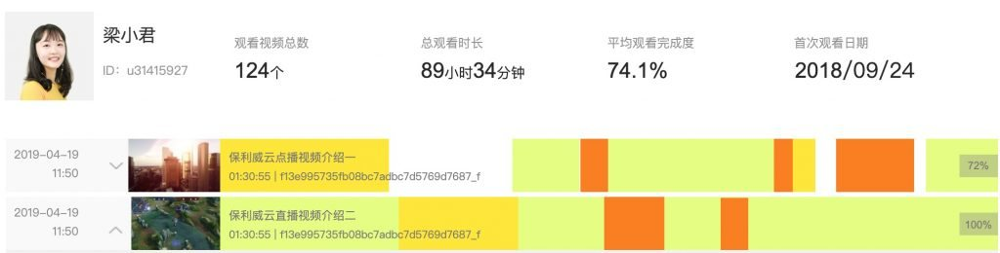 梁小君
ID：u31415927
观看视频总数
124个
总观看时长
89小时34分钟
平均观看完成度
74.1%
首次观看日期
2018/09/24
2019-04-19
11:50
保利威云点播视频介绍一
01:30:55 | f13e995735fb08bc7adbc7d5769d7687_f
72%
2019-04-19
11:50
保利威云直播视频介绍二
01:30:55 | f13e995735fb08bc7adbc7d5769d7687_f
100%